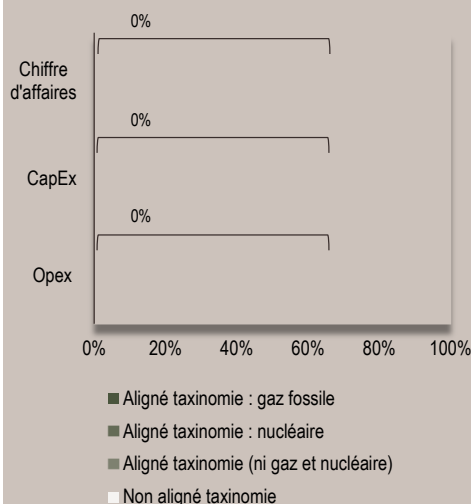 0%
Chiffre
d'affaires
0%
CapEx
0%
Opex
0% 20% 40% 60% 80% 100%
Aligné taxinomie : gaz fossile
Aligné taxinomie : nucléaire
Aligné taxinomie (ni gaz et nucléaire)
Non aligné taxinomie